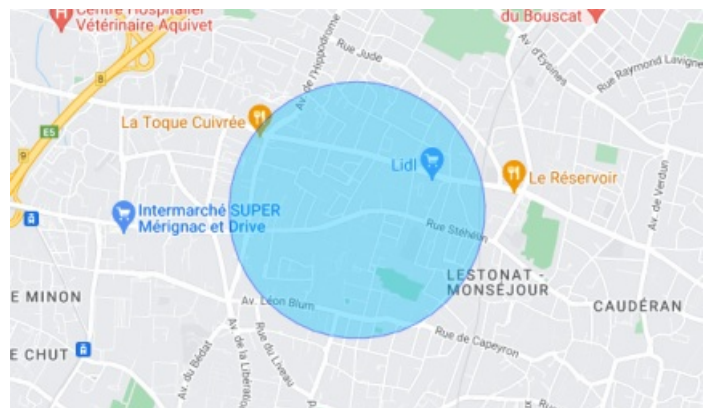 Centre Hospitalier
Vétérinaire Aquivet
du Bouscat
Rue Jude
Av. de l'Hippodrome
Av. d'Eysines
Rue Raymond Lavigne
8
La Toque Cuivrée
E5
9
Lidl
Le Réservoir
Av. de Verdun
Intermarché SUPER
Mérignac et Drive
Rue Stéhélin
LESTONAT -
MONSÉJOUR
E MINON
CAUDÉRAN
Av. Léon Blum
Rue de Capeyron
E CHUT
Av. du Bédat
Av. de la Libération
Rue du Liveau